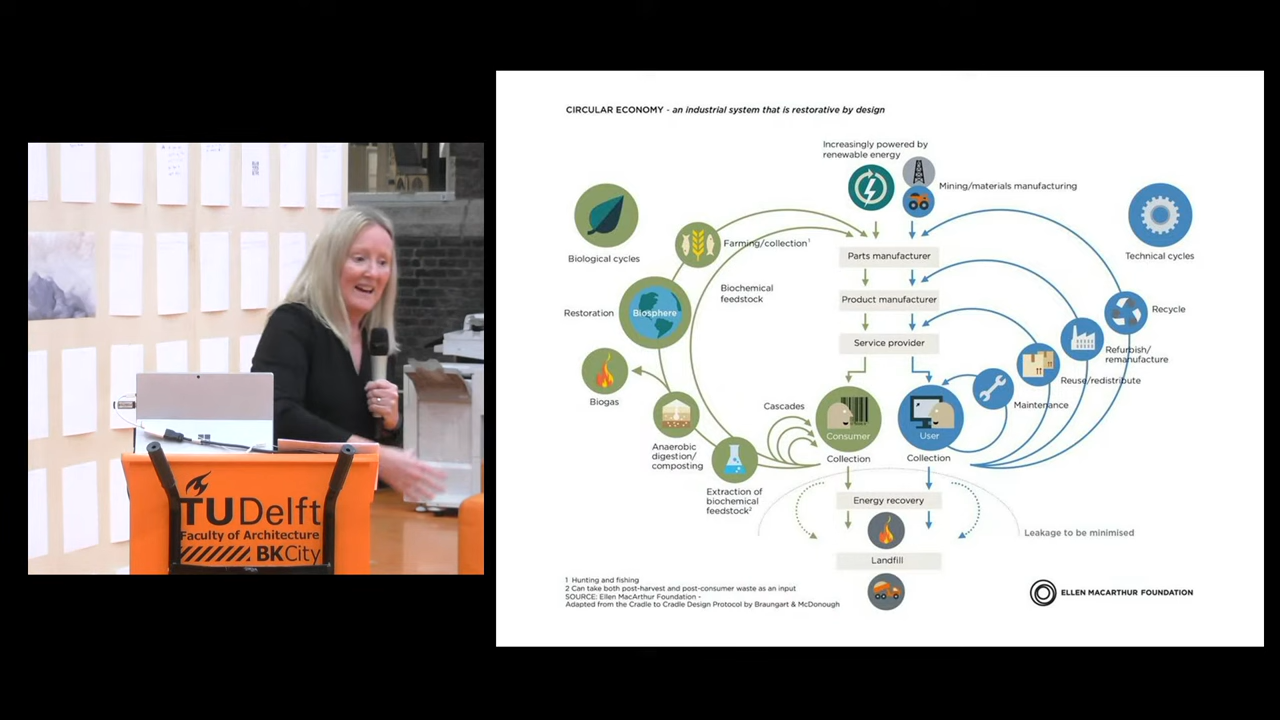 TUDelft
Faculty of Architecture
BKCity
CIRCULAR ECONOMY - an industrial system that is restorative by design
Increasingly powered by
renewable energy
Mining/materials manufacturing
Biological cycles
Farming/collection¹
Parts manufacturer
Technical cycles
Biochemical
feedstock
Product manufacturer
Restoration
Biosphere
Recycle
Service provider
Refurbish/
remanufacture
Reuse/redistribute
Biogas
Cascades
Maintenance
Consumer
User
Anaerobic
digestion/
composting
Collection
Collection
Extraction of
biochemical
feedstock²
Energy recovery
Leakage to be minimised
Landfill
1 Hunting and fishing
2 Can take both post-harvest and post-consumer waste as an input
SOURCE: Ellen MacArthur Foundation -
Adapted from the Cradle to Cradle Design Protocol by Braungart & McDonough
ELLEN MACARTHUR FOUNDATION